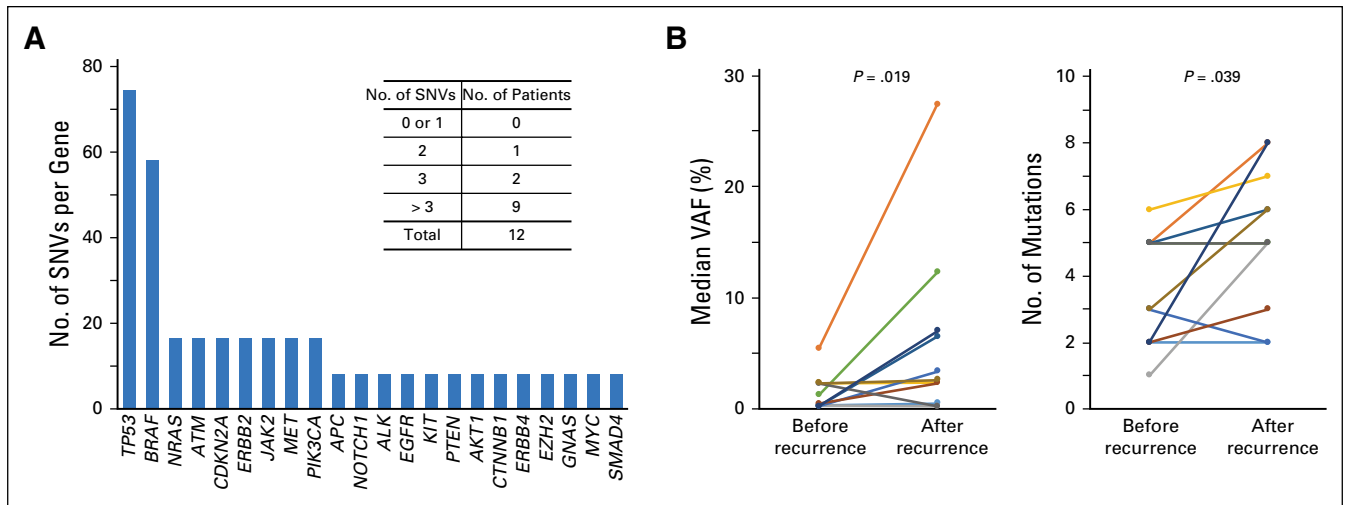 A
No. of SNVs per Gene
80
60
40
20
0
TP53
BRAF
NRAS
ATM
CDKN2A
ERBB2
JAK2
MET
PIK3CA
APC
NOTCH1
ALK
EGFR
KIT
PTEN
AKT1
CTNNB1
ERBB4
EZH2
GNAS
MYC
SMAD4
No. of SNVs No. of Patients
0 or 1 0
2 1
3 2
> 3 9
Total 12
B
Median VAF (%)
30
20
10
0
P = .019
Before
recurrence
After
recurrence
No. of Mutations
10
8
6
4
2
0
P = .039
Before
recurrence
After
recurrence